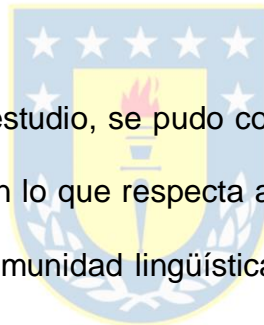 estudio, se pudo co
n lo que respecta a
munidad lingüística